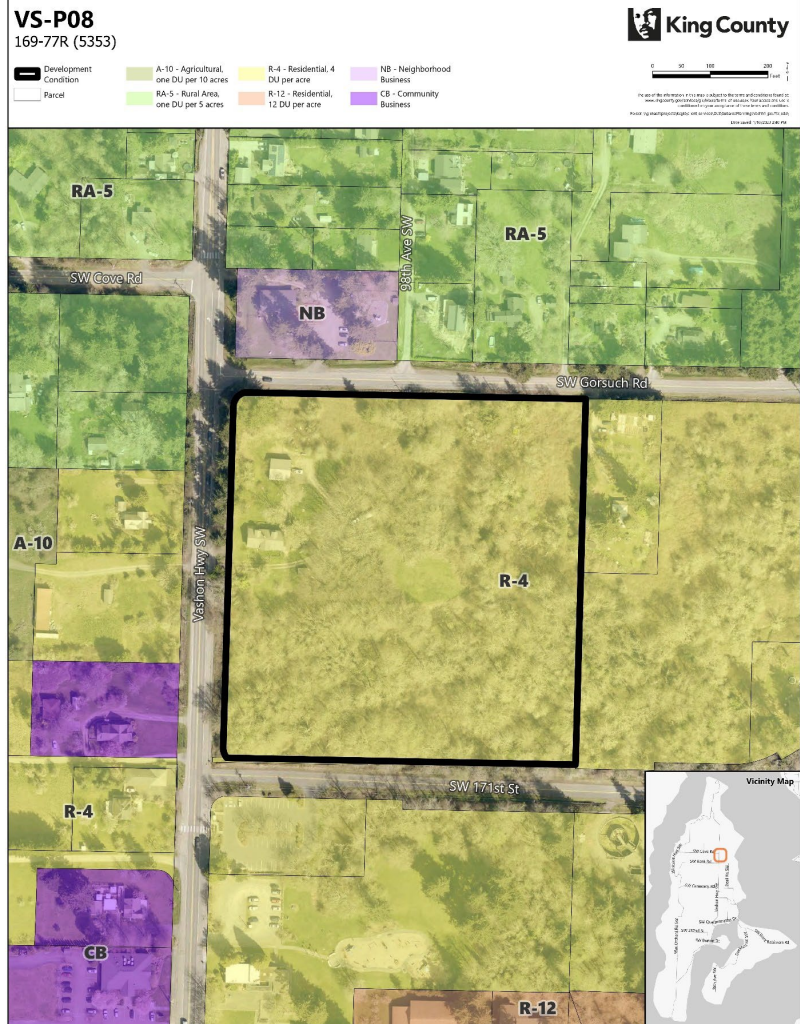 VS-P08
169-77R (5353)
King County
Development Condition
Parcel
A-10 - Agricultural,
one DU per 10 acres
RA-5 - Rural Area,
one DU per 5 acres
R-4 - Residential, 4
DU per acre
R-12 - Residential,
12 DU per acre
NB - Neighborhood
Business
CB - Community
Business
0 50 100 200
Feet
RA-5
RA-5
98th Ave SW
SW Cove Rd
NB
SW Gorsuch Rd
A-10
Vashon Hwy SW
R-4
SW 171st St
R-4
CB
R-12
Vicinity Map